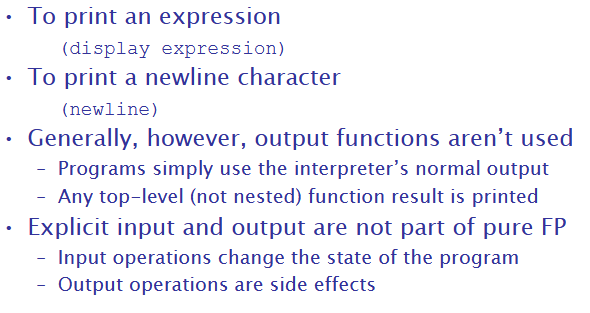 • To print an expression
(display expression)
• To print a newline character
(newline)
• Generally, however, output functions aren’t used
– Programs simply use the interpreter’s normal output
– Any top-level (not nested) function result is printed
• Explicit input and output are not part of pure FP
– Input operations change the state of the program
– Output operations are side effects